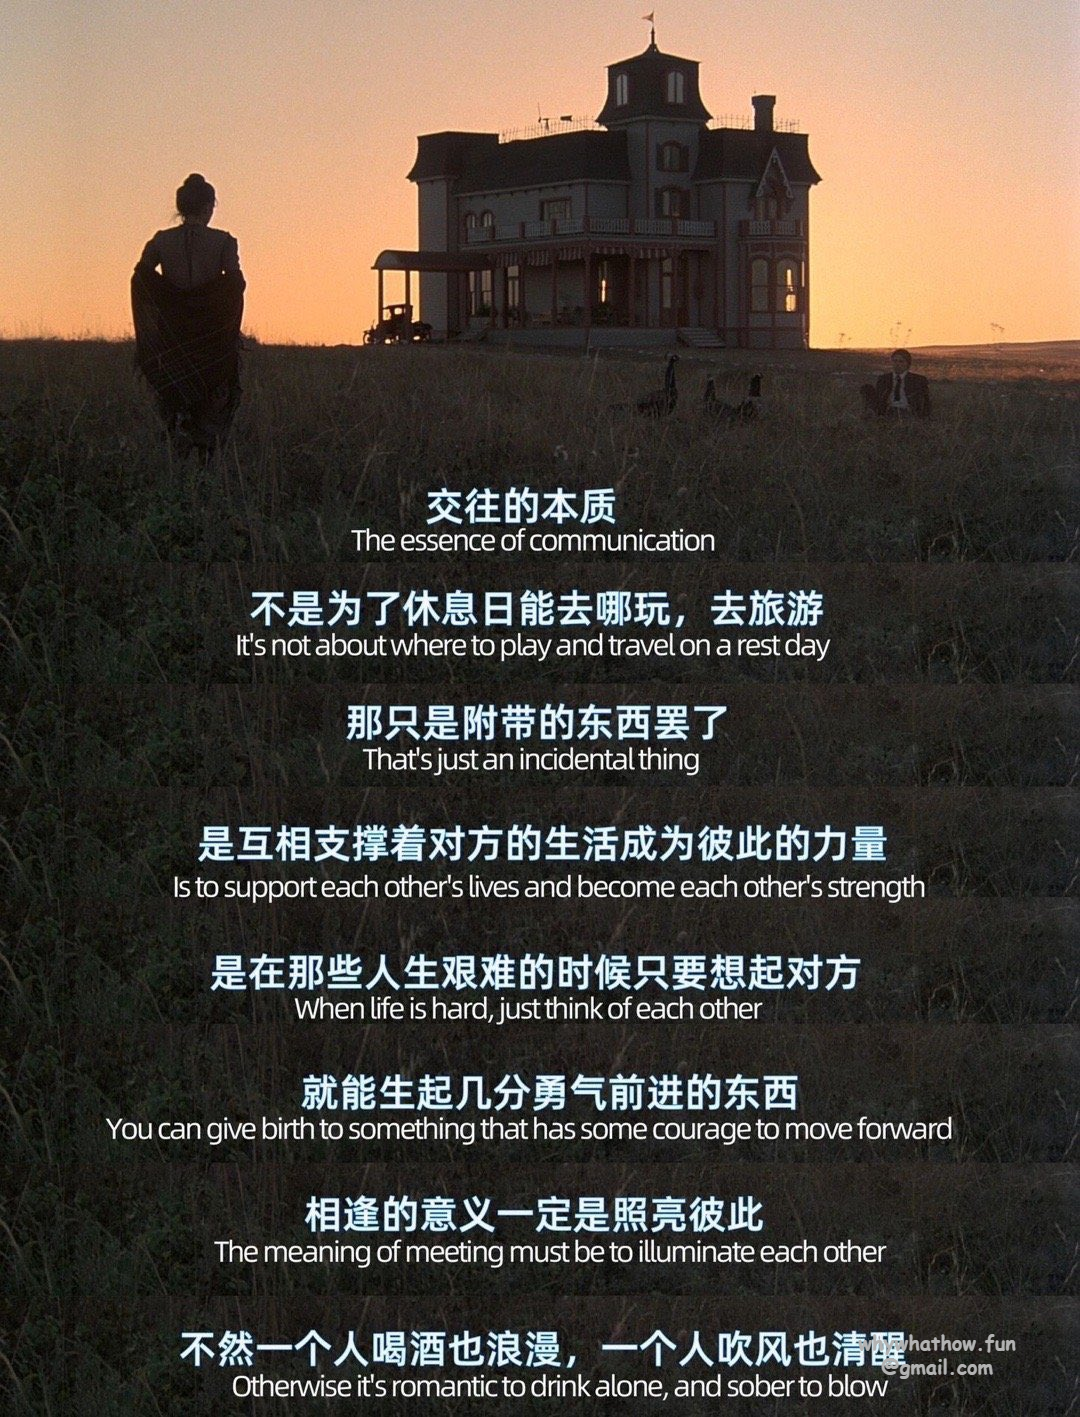 交往的本质
The essence of communication
不是为了休息日能去哪玩，去旅游
It's not about where to play and travel on a rest day
那只是附带的东西罢了
That's just an incidental thing
是互相支撑着对方的生活成为彼此的力量
Is to support each other's lives and become each other's strength
是在那些人生艰难的时候只要想起对方
When life is hard, just think of each other
就能生起几分勇气前进的东西
You can give birth to something that has some courage to move forward
相逢的意义一定是照亮彼此
The meaning of meeting must be to illuminate each other
不然一个人喝酒也浪漫，一个人吹风也清醒
whywhathow.fun
@gmail.com
Otherwise it's romantic to drink alone, and sober to blow